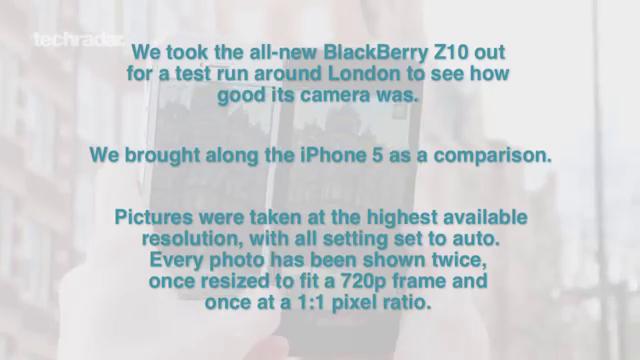 techradar.
We took the all-new BlackBerry Z10 out
for a test run around London to see how
good its camera was.
We brought along the iPhone 5 as a comparison.
Pictures were taken at the highest available
resolution, with all setting set to auto.
Every photo has been shown twice,
once resized to fit a 720p frame and
once at a 1:1 pixel ratio.